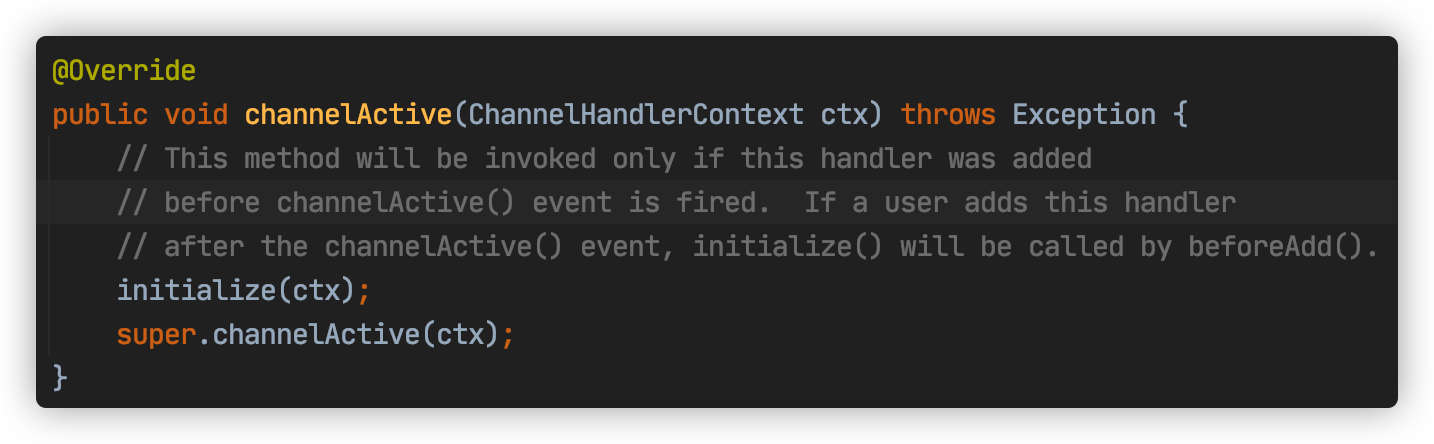 @Override
public void channelActive(ChannelHandlerContext ctx) throws Exception {
    // This method will be invoked only if this handler was added
    // before channelActive() event is fired.  If a user adds this handler
    // after the channelActive() event, initialize() will be called by beforeAdd().
    initialize(ctx);
    super.channelActive(ctx);
}